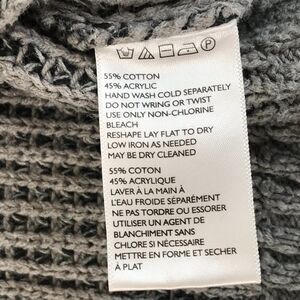 55% COTTON
45% ACRYLIC
HAND WASH COLD SEPARATELY
DO NOT WRING OR TWIST
USE ONLY NON-CHLORINE
BLEACH
RESHAPE LAY FLAT TO DRY
LOW IRON AS NEEDED
MAY BE DRY CLEANED
55% COTON
45% ACRYLIQUE
LAVER À LA MAIN À
L'EAU FROIDE SÉPARÉMENT
NE PAS TORDRE OU ESSORER
UTILISER UN AGENT DE
BLANCHIMENT SANS
CHLORE SI NÉCESSAIRE
METTRE EN FORME ET SECHER
À PLAT